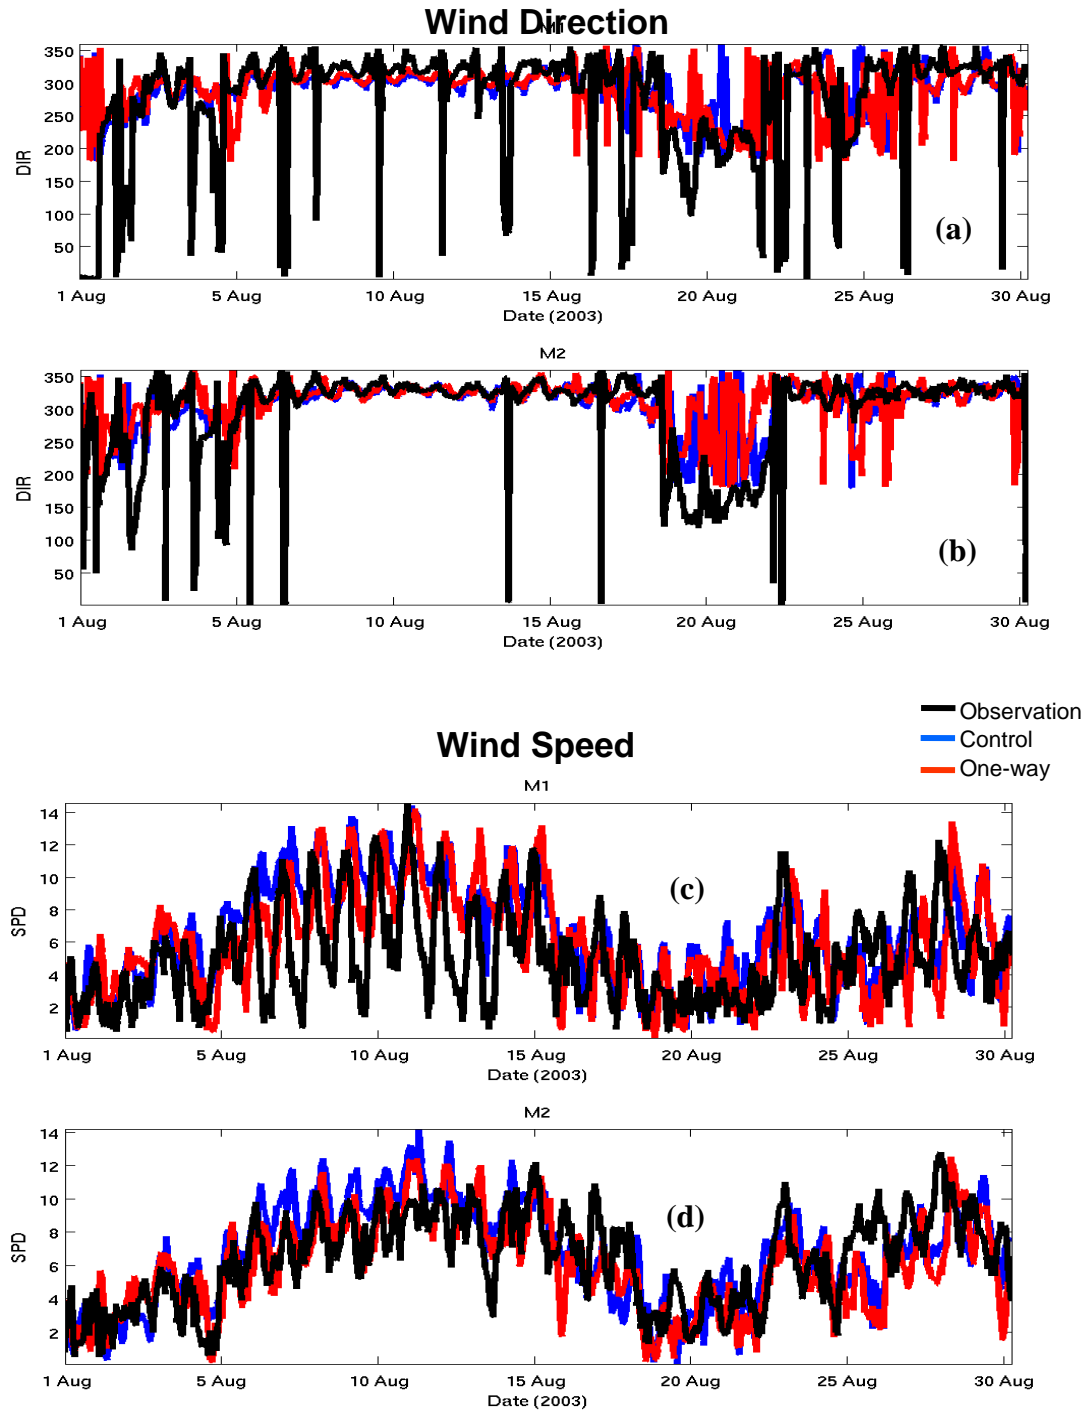 Wind Direction
M1
350
300
250
200
150
100
50
DIR
(a)
1 Aug 5 Aug 10 Aug 15 Aug 20 Aug 25 Aug 30 Aug
Date (2003)
M2
350
300
250
200
150
100
50
DIR
(b)
1 Aug 5 Aug 10 Aug 15 Aug 20 Aug 25 Aug 30 Aug
Date (2003)
Observation
Control
One-way
Wind Speed
M1
14
12
10
8
6
4
2
SPD
(c)
1 Aug 5 Aug 10 Aug 15 Aug 20 Aug 25 Aug 30 Aug
Date (2003)
M2
14
12
10
8
6
4
2
SPD
(d)
1 Aug 5 Aug 10 Aug 15 Aug 20 Aug 25 Aug 30 Aug
Date (2003)